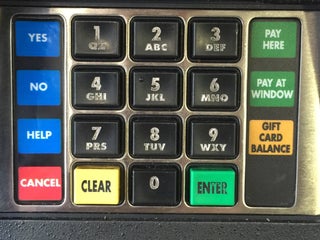 YES
1
QZ
2
ABC
3
DEF
PAY
HERE
NO
4
GHI
5
JKL
6
MNO
PAY AT
WINDOW
HELP
7
PRS
8
TUV
9
WXY
GIFT
CARD
BALANCE
CANCEL
CLEAR
0
ENTER